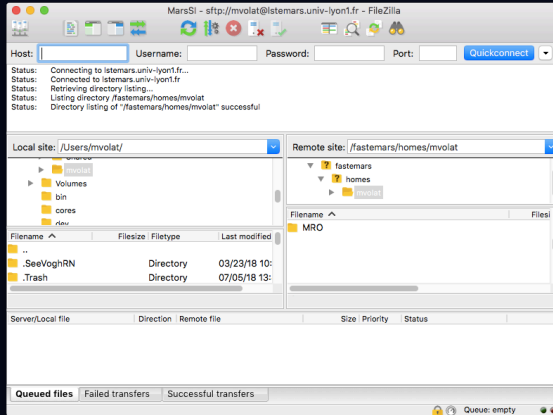 MarsSI - sftp://mvolat@lstemars.univ-lyon1.fr - FileZilla
Host: Username: Password: Port: Quickconnect
Status: Connecting to lstemars.univ-lyon1.fr...
Status: Connected to lstemars.univ-lyon1.fr
Status: Retrieving directory listing...
Status: Listing directory /fastemars/homes/mvolat
Status: Directory listing of "/fastemars/homes/mvolat" successful
Local site: /Users/mvolat/
Shared
mvolat
Volumes
bin
cores
dev
Filename Filesize Filetype Last modified
..
.SeeVoghRN Directory 03/23/18 10:
.Trash Directory 07/05/18 13:
Remote site: /fastemars/homes/mvolat
fastemars
homes
mvolat
Filename Filesi
MRO
Server/Local file Direction Remote file Size Priority Status
Queued files Failed transfers Successful transfers
Queue: empty